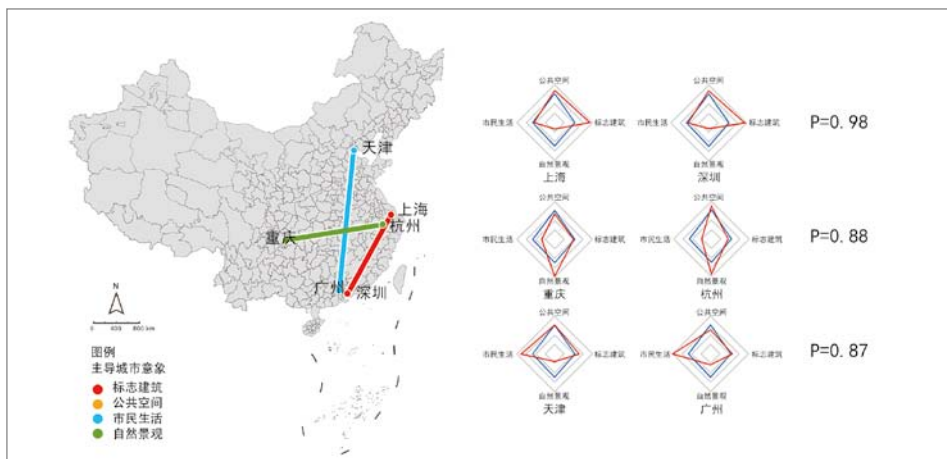 天津
上海
杭州
重庆
广州
深圳
N
0 400 800 km
图例
主导城市意象
标志建筑
公共空间
市民生活
自然景观
公共空间
市民生活
标志建筑
自然景观
上海
公共空间
市民生活
标志建筑
自然景观
深圳
P=0.98
公共空间
市民生活
标志建筑
自然景观
重庆
公共空间
市民生活
标志建筑
自然景观
杭州
P=0.88
公共空间
市民生活
标志建筑
自然景观
天津
公共空间
市民生活
标志建筑
自然景观
广州
P=0.87